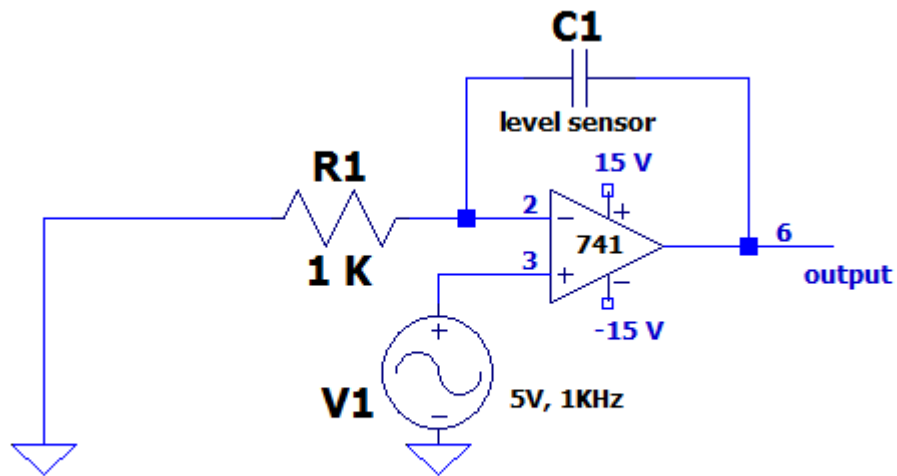 C1
level sensor
15 V
R1
2
- +
741
6
1 K
3
+ -
output
-15 V
+
V1
5V, 1KHz
-